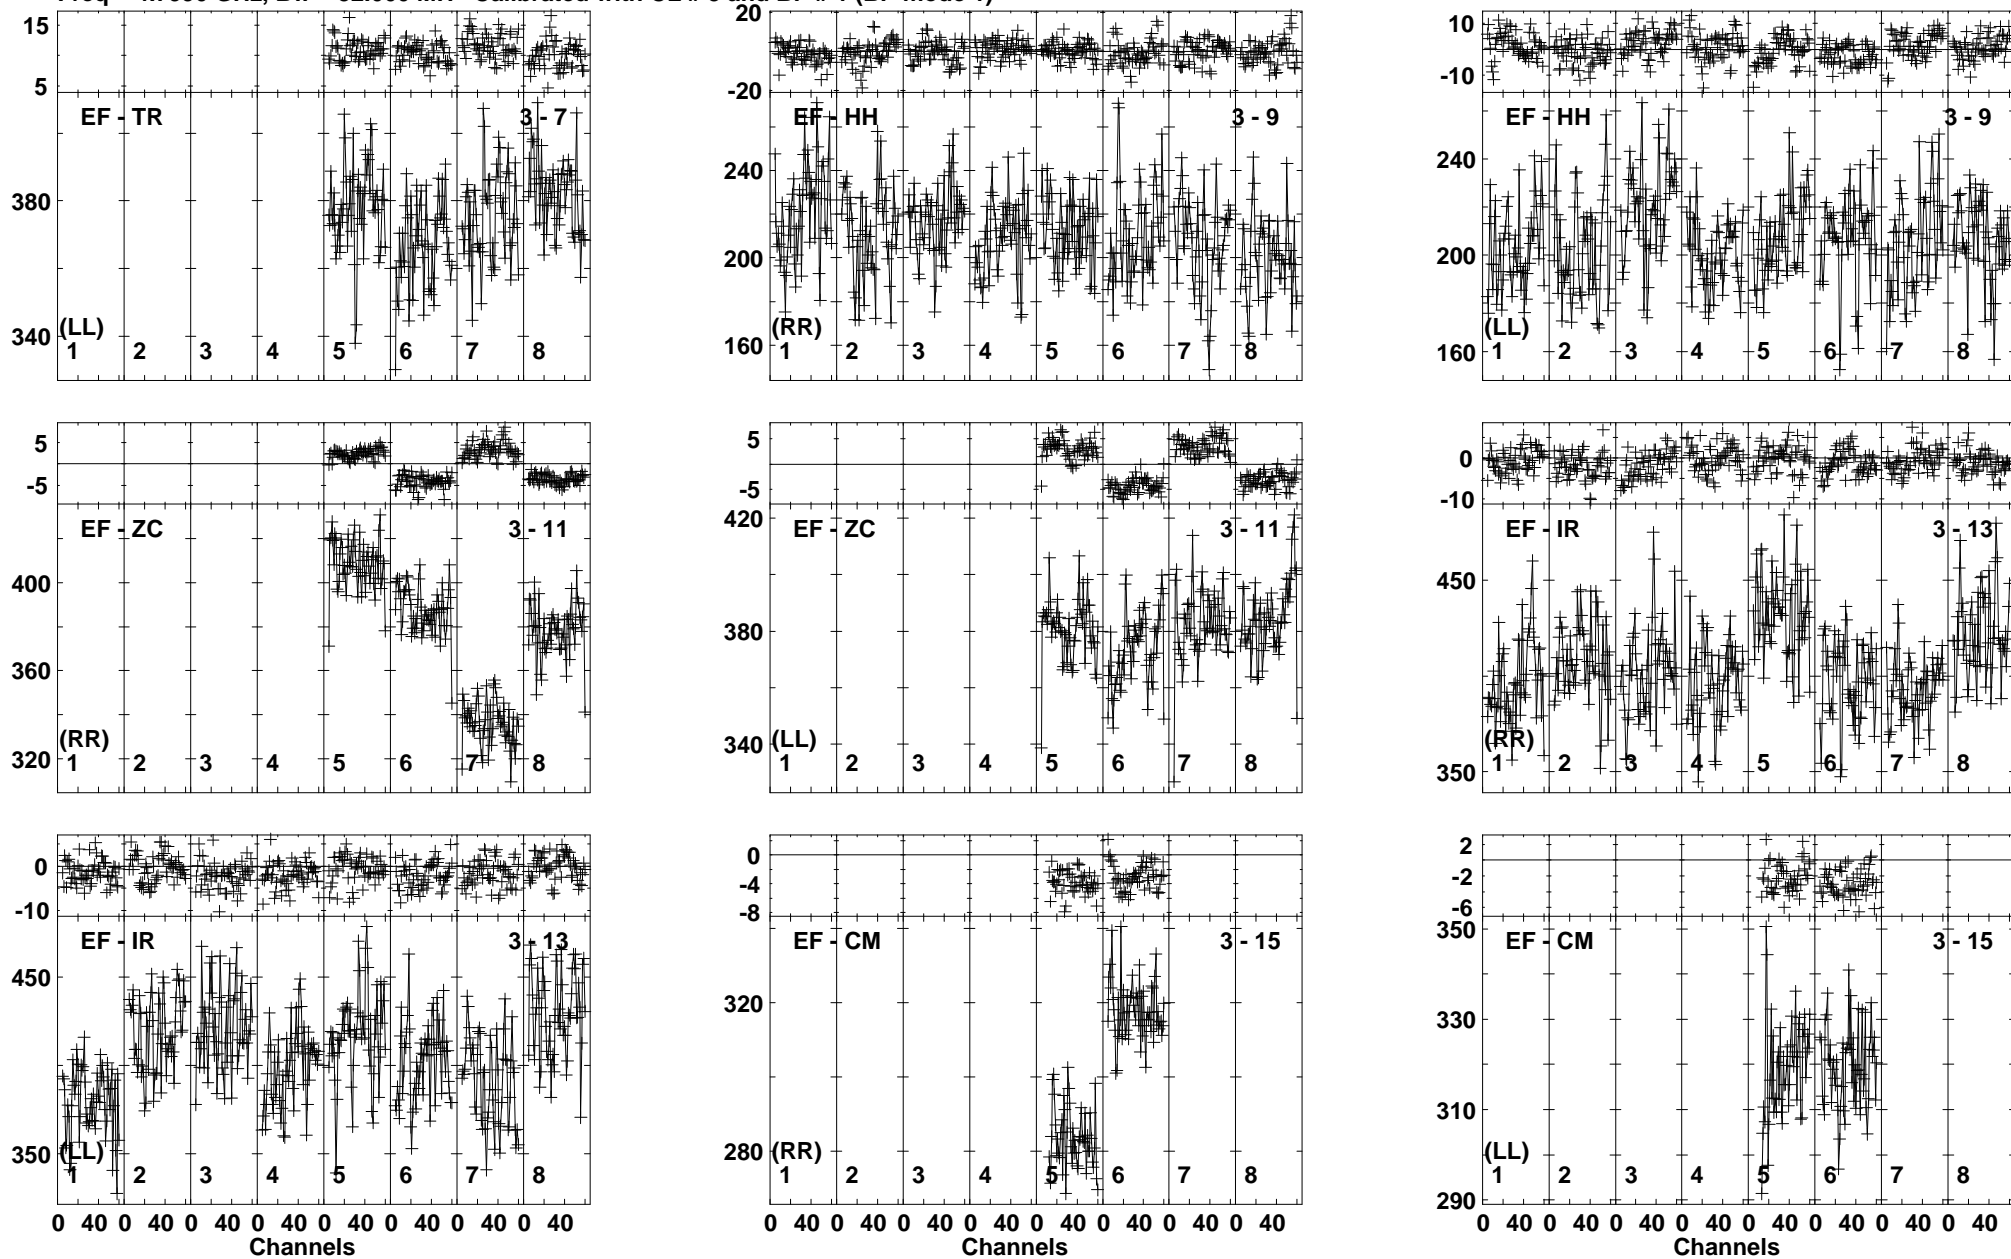 15 5 20 -20 10 -10
EF - TR 3 - 7 EF - HH 3 - 9 EF - HH 3 - 9
380 340 240 200 160 240 200 160
(LL) (RR) (LL)
1 2 3 4 5 6 7 8 1 2 3 4 5 6 7 8 1 2 3 4 5 6 7 8
5 -5 5 -5 0 -10
EF - ZC 3 - 11 EF - ZC 3 - 11 EF - IR 3 - 13
400 360 320 420 380 340 450 350
(RR) (LL) (RR)
1 2 3 4 5 6 7 8 1 2 3 4 5 6 7 8 1 2 3 4 5 6 7 8
0 -10 0 -4 -8 2 -2 -6
EF - IR 3 - 13 EF - CM 3 - 15 EF - CM 3 - 15
450 350 320 280 350 330 310 290
(LL) (RR) (LL)
1 2 3 4 5 6 7 8 1 2 3 4 5 6 7 8 1 2 3 4 5 6 7 8
0 40 0 40 0 40 0 40 0 40 0 40 0 40 0 40 0 40 0 40 0 40 0 40 0 40 0 40 0 40 0 40 0 40 0 40 0 40 0 40 0 40 0 40 0 40 0 40
Channels Channels Channels